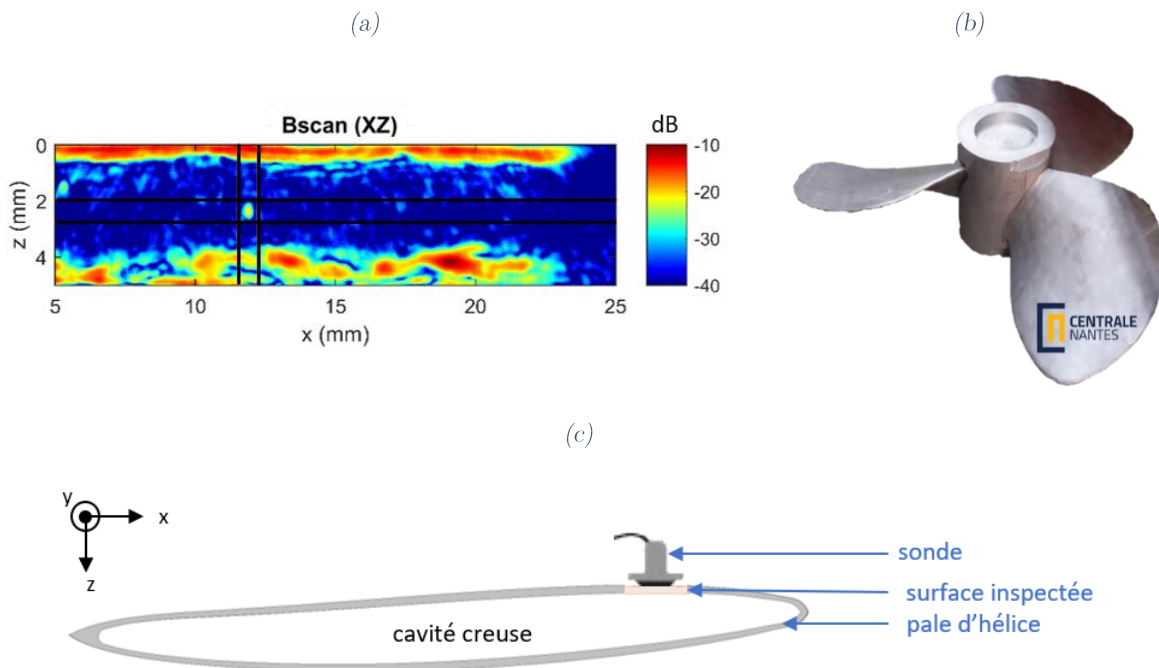 (a)
(b)
Bscan (XZ)
dB
0
2
4
z (mm)
5
10
15
20
25
x (mm)
-10
-20
-30
-40
CENTRALE
NANTES
(c)
y
x
z
sonde
surface inspectée
pale d'hélice
cavité creuse